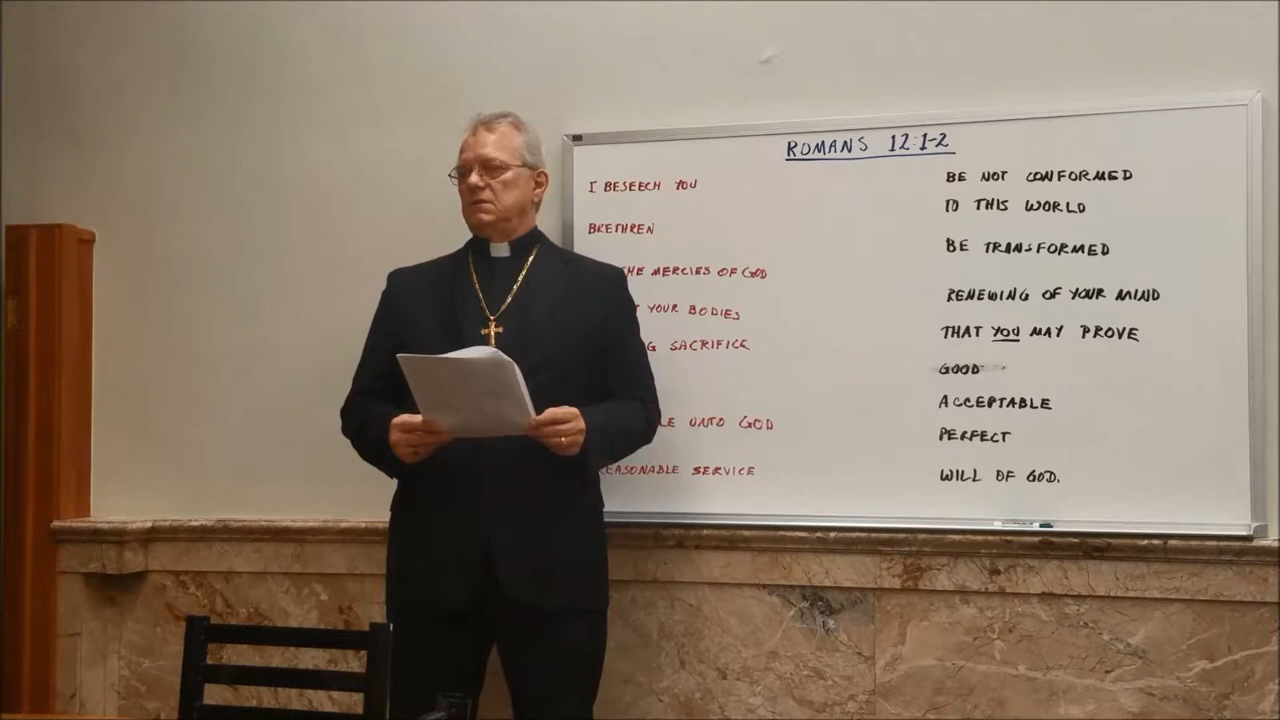 ROMANS 12:1-2
I BESEECH YOU
BRETHREN
THE MERCIES OF GOD
YOUR BODIES
SACRIFICE
UNTO GOD
REASONABLE SERVICE
BE NOT CONFORMED
TO THIS WORLD
BE TRANSFORMED
RENEWING OF YOUR MIND
THAT YOU MAY PROVE
GOOD
ACCEPTABLE
PERFECT
WILL OF GOD.